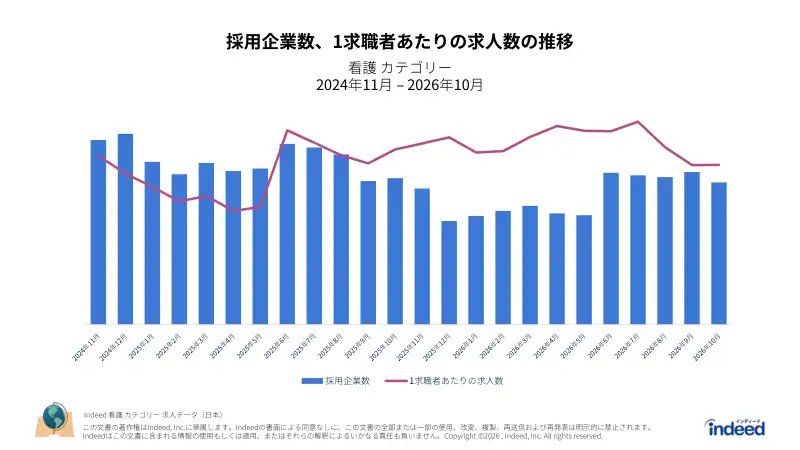 採用企業数、1求職者あたりの求人数の推移
看護 カテゴリー
2024年11月 – 2026年10月
2024年11月
2024年12月
2025年1月
2025年2月
2025年3月
2025年4月
2025年5月
2025年6月
2025年7月
2025年8月
2025年9月
2025年10月
2025年11月
2025年12月
2026年1月
2026年2月
2026年3月
2026年4月
2026年5月
2026年6月
2026年7月
2026年8月
2026年9月
2026年10月
採用企業数
1求職者あたりの求人数
Indeed 看護 カテゴリー 求人データ（日本）
この文書の著作権はIndeed, Inc.に帰属します。Indeedの書面による同意なしに、この文書の全部または一部の使用、改変、複製、再送信および再発表は明示的に禁止されます。
Indeedはこの文書に含まれる情報の使用もしくは適用、またはそれらの解釈によるいかなる責任も負いません。Copyright ©2026 , Indeed, Inc. All rights reserved.
インディード
indeed